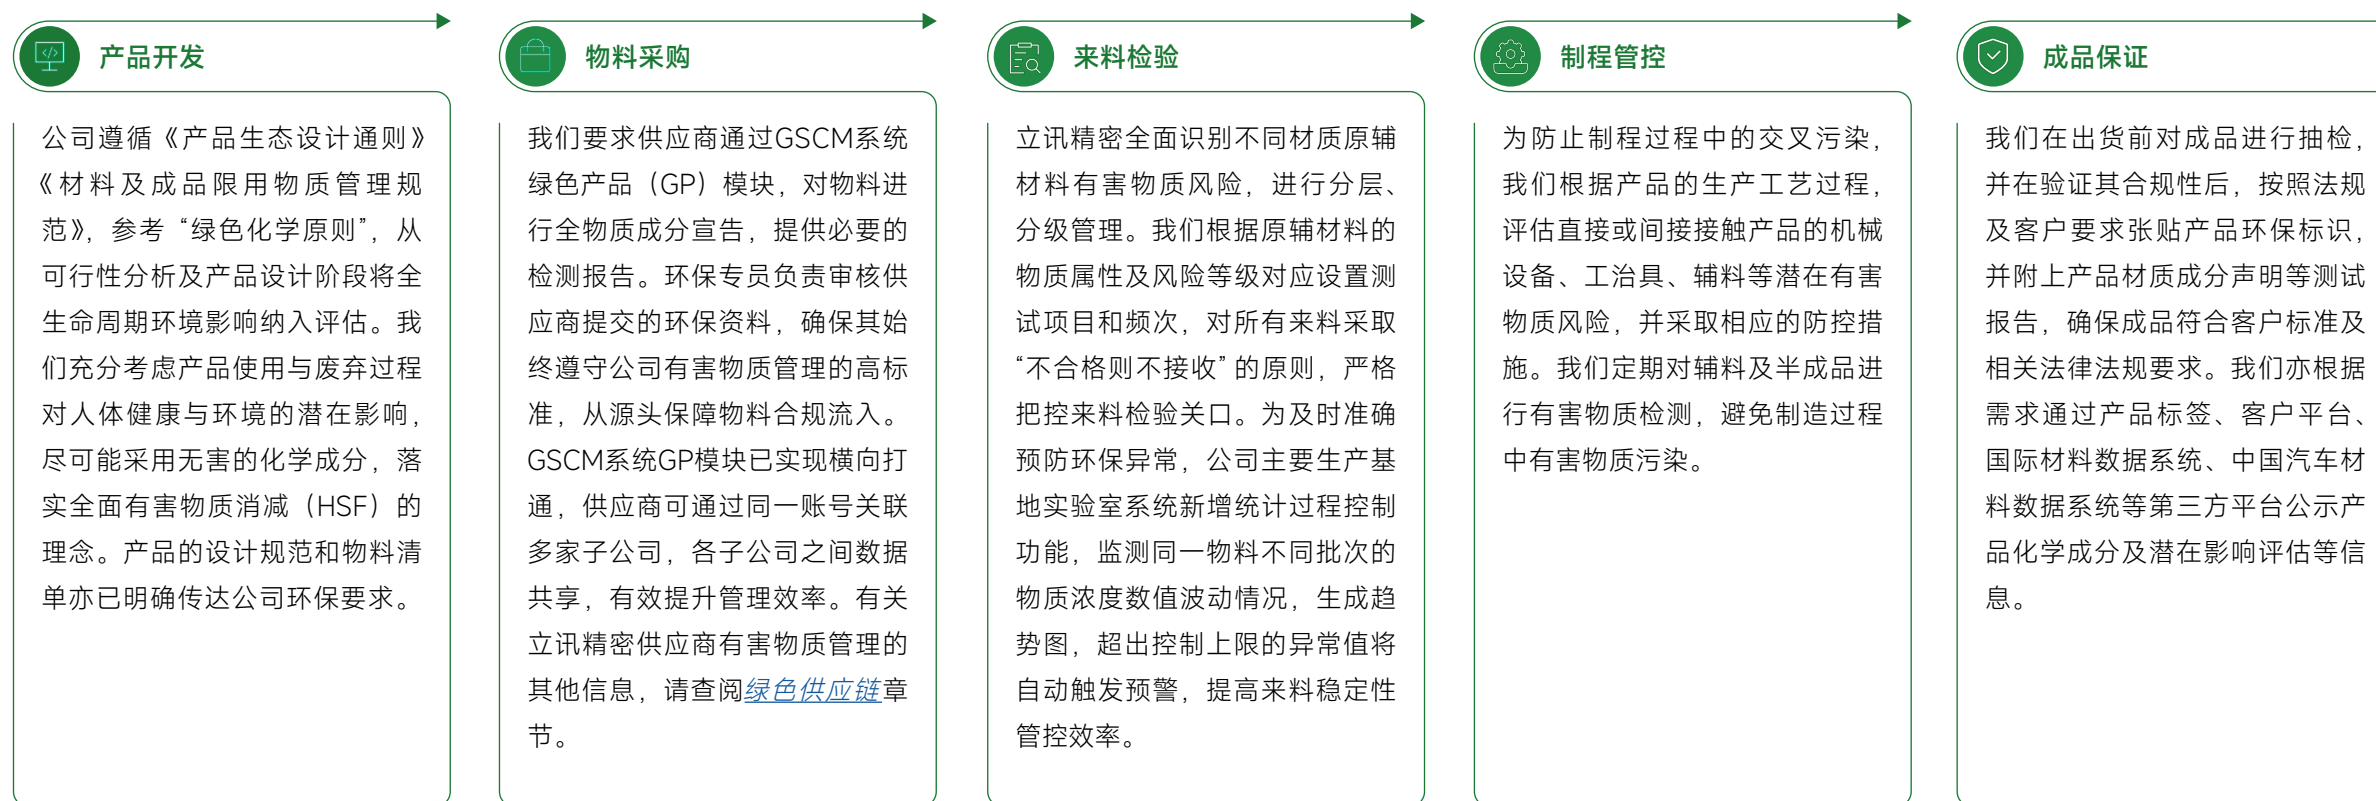 产品开发
公司遵循《产品生态设计通则》
《材料及成品限用物质管理规
范》，参考“绿色化学原则”，从
可行性分析及产品设计阶段将全
生命周期环境影响纳入评估。我
们充分考虑产品使用与废弃过程
对人体健康与环境的潜在影响，
尽可能采用无害的化学成分，落
实全面有害物质消减（HSF）的
理念。产品的设计规范和物料清
单亦已明确传达公司环保要求。
物料采购
我们要求供应商通过GSCM系统
绿色产品（GP）模块，对物料进
行全物质成分宣告，提供必要的
检测报告。环保专员负责审核供
应商提交的环保资料，确保其始
终遵守公司有害物质管理的高标
准，从源头保障物料合规流入。
GSCM系统GP模块已实现横向打
通，供应商可通过同一账号关联
多家子公司，各子公司之间数据
共享，有效提升管理效率。有关
立讯精密供应商有害物质管理的
其他信息，请查阅绿色供应链章
节。
来料检验
立讯精密全面识别不同材质原辅
材料有害物质风险，进行分层、
分级管理。我们根据原辅材料的
物质属性及风险等级对应设置测
试项目和频次，对所有来料采取
“不合格则不接收”的原则，严格
把控来料检验关口。为及时准确
预防环保异常，公司主要生产基
地实验室系统新增统计过程控制
功能，监测同一物料不同批次的
物质浓度数值波动情况，生成趋
势图，超出控制上限的异常值将
自动触发预警，提高来料稳定性
管控效率。
制程管控
为防止制程过程中的交叉污染，
我们根据产品的生产工艺过程，
评估直接或间接接触产品的机械
设备、工治具、辅料等潜在有害
物质风险，并采取相应的防控措
施。我们定期对辅料及半成品进
行有害物质检测，避免制造过程
中有害物质污染。
成品保证
我们在出货前对成品进行抽检，
并在验证其合规性后，按照法规
及客户要求张贴产品环保标识，
并附上产品材质成分声明等测试
报告，确保成品符合客户标准及
相关法律法规要求。我们亦根据
需求通过产品标签、客户平台、
国际材料数据系统、中国汽车材
料数据系统等第三方平台公示产
品化学成分及潜在影响评估等信
息。